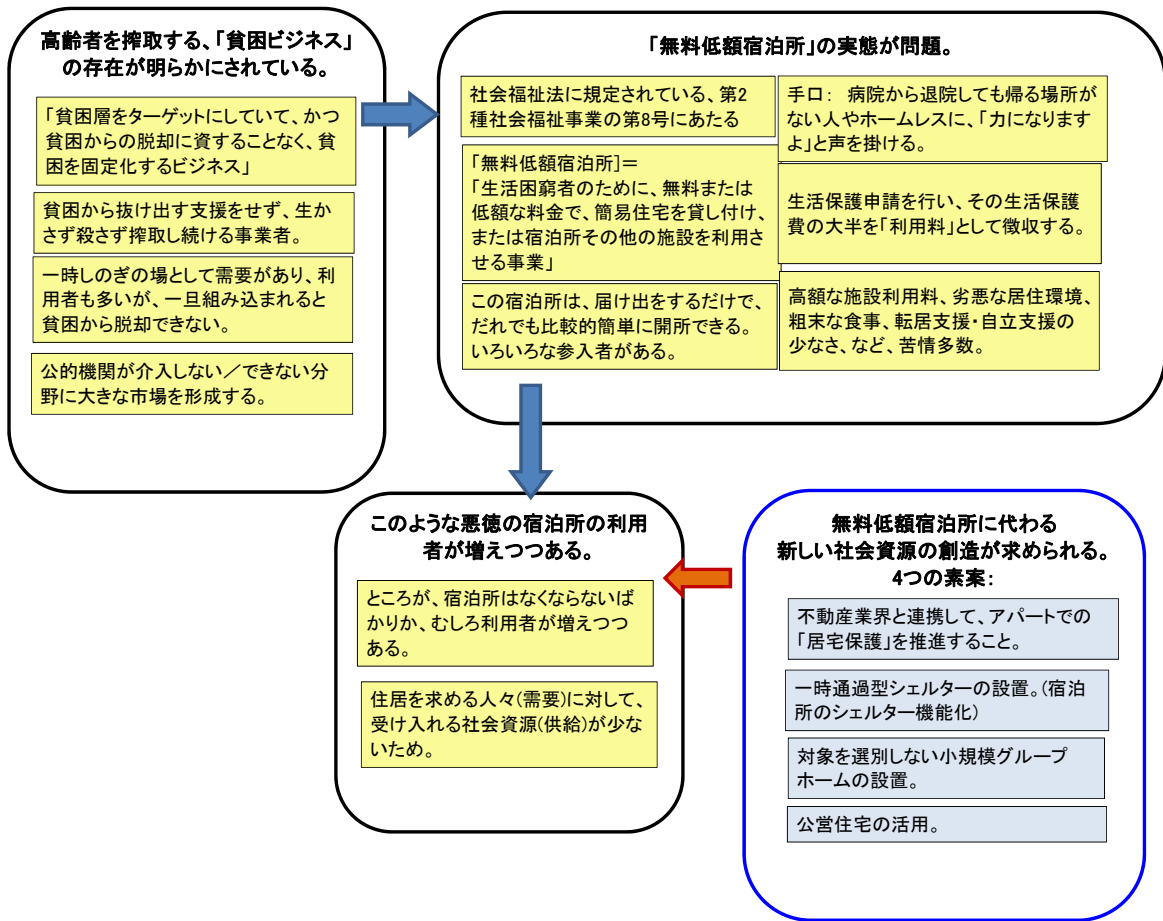 高齢者を搾取する、「貧困ビジネス」
の存在が明らかにされている。
「貧困層をターゲットにしていて、かつ
貧困からの脱却に資することなく、貧
困を固定化するビジネス」
貧困から抜け出す支援をせず、生か
さず殺さず搾取し続ける事業者。
一時しのぎの場として需要があり、利
用者も多いが、一旦組み込まれると
貧困から脱却できない。
公的機関が介入しない／できない分
野に大きな市場を形成する。
「無料低額宿泊所」の実態が問題。
社会福祉法に規定されている、第2
種社会福祉事業の第8号にあたる
「無料低額宿泊所]＝
「生活困窮者のために、無料または
低額な料金で、簡易住宅を貸し付け、
または宿泊所その他の施設を利用さ
せる事業」
この宿泊所は、届け出をするだけで、
だれでも比較的簡単に開所できる。
いろいろな参入者がある。
手口：　病院から退院しても帰る場所が
ない人やホームレスに、「力になります
よ」と声を掛ける。
生活保護申請を行い、その生活保護
費の大半を「利用料」として徴収する。
高額な施設利用料、劣悪な居住環境、
粗末な食事、転居支援・自立支援の
少なさ、など、苦情多数。
このような悪徳の宿泊所の利用
者が増えつつある。
ところが、宿泊所はなくならないば
かりか、むしろ利用者が増えつつ
ある。
住居を求める人々(需要)に対して、
受け入れる社会資源(供給)が少な
いため。
無料低額宿泊所に代わる
新しい社会資源の創造が求められる。
4つの素案：
不動産業界と連携して、アパートでの
「居宅保護」を推進すること。
一時通過型シェルターの設置。(宿泊
所のシェルター機能化)
対象を選別しない小規模グループ
ホームの設置。
公営住宅の活用。